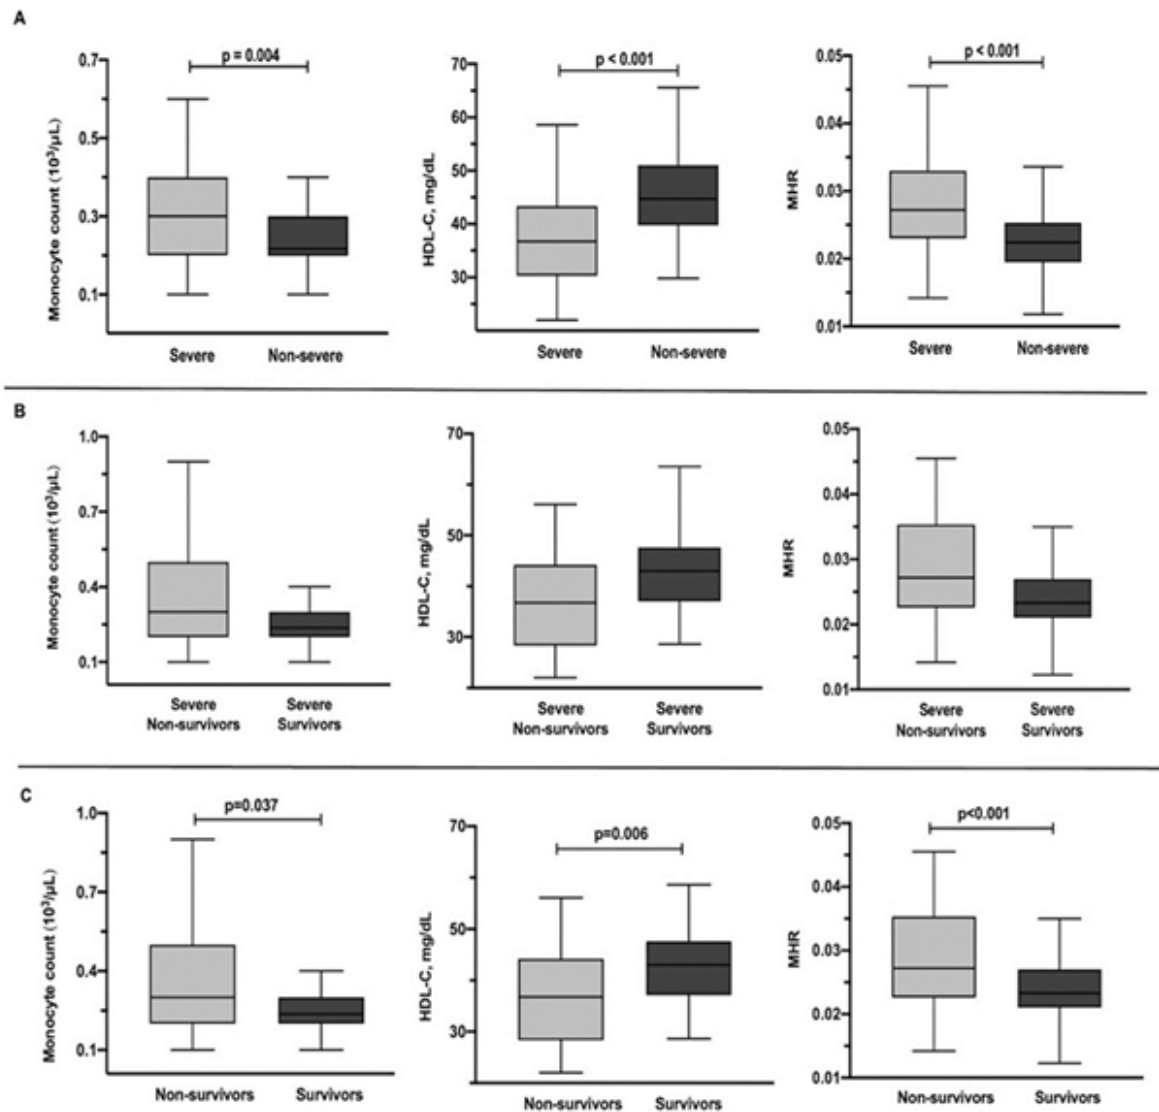 A
p = 0.004
Monocyte count (10³/µL)
0.7
0.5
0.3
0.1
Severe
Non-severe
p < 0.001
HDL-C, mg/dL
70
60
50
40
30
Severe
Non-severe
p < 0.001
MHR
0.05
0.04
0.03
0.02
0.01
Severe
Non-severe
B
Monocyte count (10³/µL)
1.0
0.7
0.4
0.1
Severe
Non-survivors
Severe
Survivors
HDL-C, mg/dL
70
50
30
Severe
Non-survivors
Severe
Survivors
MHR
0.05
0.04
0.03
0.02
0.01
Severe
Non-survivors
Severe
Survivors
C
p=0.037
Monocyte count (10³/µL)
1.0
0.7
0.4
0.1
Non-survivors
Survivors
p=0.006
HDL-C, mg/dL
70
50
30
Non-survivors
Survivors
p<0.001
MHR
0.05
0.04
0.03
0.02
0.01
Non-survivors
Survivors